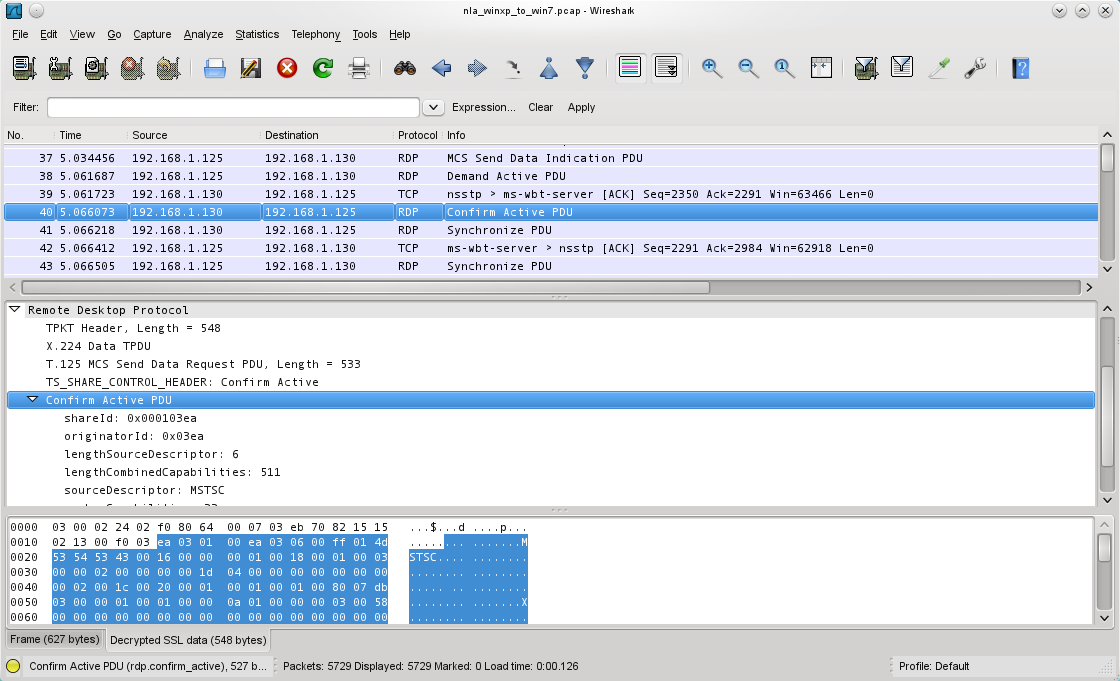 nla_winxp_to_win7.pcap - Wireshark
File Edit View Go Capture Analyze Statistics Telephony Tools Help
Filter: Expression... Clear Apply
No. Time Source Destination Protocol Info
37 5.034456 192.168.1.125 192.168.1.130 RDP MCS Send Data Indication PDU
38 5.061687 192.168.1.125 192.168.1.130 RDP Demand Active PDU
39 5.061723 192.168.1.130 192.168.1.125 TCP nsstp > ms-wbt-server [ACK] Seq=2350 Ack=2291 Win=63466 Len=0
40 5.066073 192.168.1.130 192.168.1.125 RDP Confirm Active PDU
41 5.066218 192.168.1.130 192.168.1.125 RDP Synchronize PDU
42 5.066412 192.168.1.125 192.168.1.130 TCP ms-wbt-server > nsstp [ACK] Seq=2291 Ack=2984 Win=62918 Len=0
43 5.066505 192.168.1.125 192.168.1.130 RDP Synchronize PDU
Remote Desktop Protocol
TPKT Header, Length = 548
X.224 Data TPDU
T.125 MCS Send Data Request PDU, Length = 533
TS_SHARE_CONTROL_HEADER: Confirm Active
Confirm Active PDU
shareId: 0x000103ea
originatorId: 0x03ea
lengthSourceDescriptor: 6
lengthCombinedCapabilities: 511
sourceDescriptor: MSTSC
0000 03 00 02 24 02 f0 80 64 00 07 03 eb 70 82 15 15 ...$...d ....p...
0010 02 13 00 f0 03 ea 03 01 00 ea 03 06 00 ff 01 4d ........ .......M
0020 53 54 53 43 00 16 00 00 00 01 00 18 00 01 00 03 STSC.... ........
0030 00 00 02 00 00 00 00 1d 04 00 00 00 00 00 00 00 ........ ........
0040 00 02 00 1c 00 20 00 01 00 01 00 01 00 80 07 db ..... .. ........
0050 03 00 00 01 00 01 00 00 0a 01 00 00 00 03 00 58 ........ .......X
0060 00 00 00 00 00 00 00 00 00 00 00 00 00 00 00 00 ........ ........
Frame (627 bytes) Decrypted SSL data (548 bytes)
Confirm Active PDU (rdp.confirm_active), 527 b... Packets: 5729 Displayed: 5729 Marked: 0 Load time: 0:00.126 Profile: Default